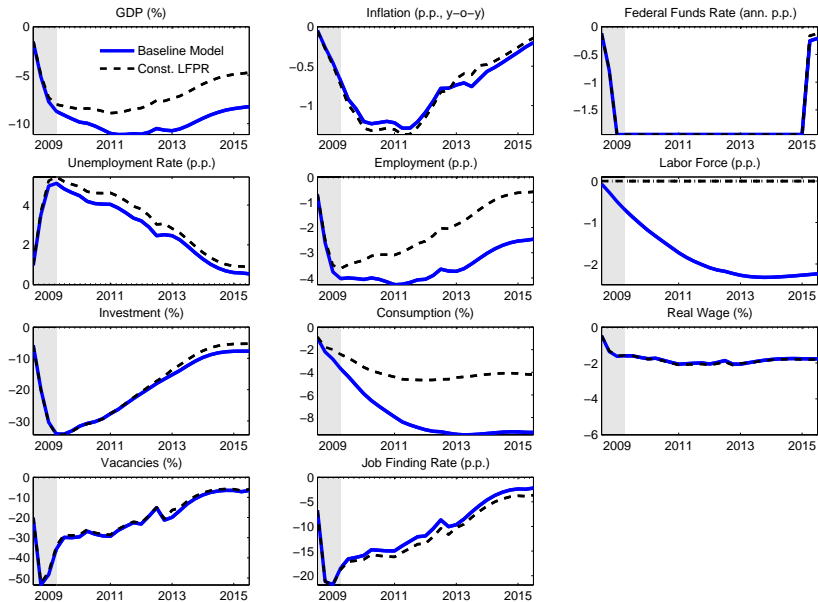 GDP (%)
0
−5
−10
2009 2011 2013 2015
Baseline Model
Const. LFPR
Inflation (p.p., y−o−y)
0
−0.5
−1
2009 2011 2013 2015
Federal Funds Rate (ann. p.p.)
0
−0.5
−1
−1.5
2009 2011 2013 2015
Unemployment Rate (p.p.)
4
2
0
2009 2011 2013 2015
Employment (p.p.)
0
−1
−2
−3
−4
2009 2011 2013 2015
Labor Force (p.p.)
0
−1
−2
2009 2011 2013 2015
Investment (%)
0
−10
−20
−30
2009 2011 2013 2015
Consumption (%)
0
−2
−4
−6
−8
2009 2011 2013 2015
Real Wage (%)
0
−2
−4
−6
2009 2011 2013 2015
Vacancies (%)
0
−10
−20
−30
−40
−50
2009 2011 2013 2015
Job Finding Rate (p.p.)
0
−5
−10
−15
−20
2009 2011 2013 2015